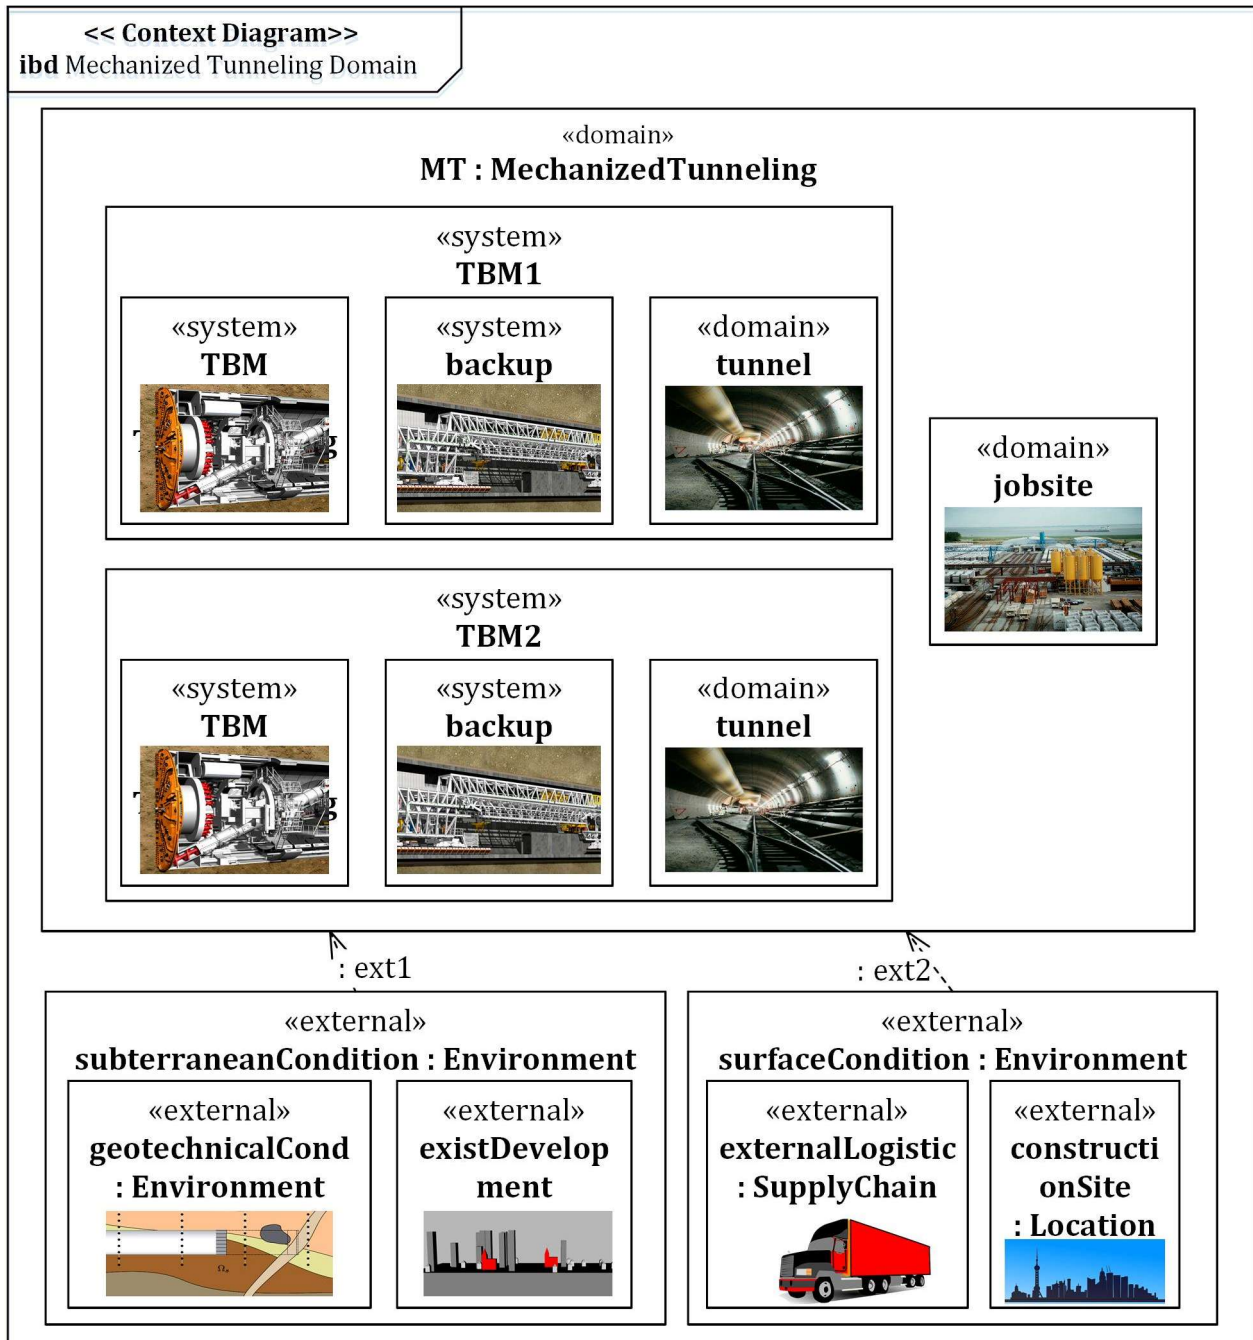 << Context Diagram>>
ibd Mechanized Tunneling Domain
«domain»
MT : MechanizedTunneling
«system»
TBM1
«system»
TBM
«system»
backup
«domain»
tunnel
«domain»
jobsite
«system»
TBM2
«system»
TBM
«system»
backup
«domain»
tunnel
: ext1
: ext2
«external»
subterraneanCondition : Environment
«external»
geotechnicalCond
: Environment
«external»
existDevelop
ment
«external»
surfaceCondition : Environment
«external»
externalLogistic
: SupplyChain
«external»
constructi
onSite
: Location